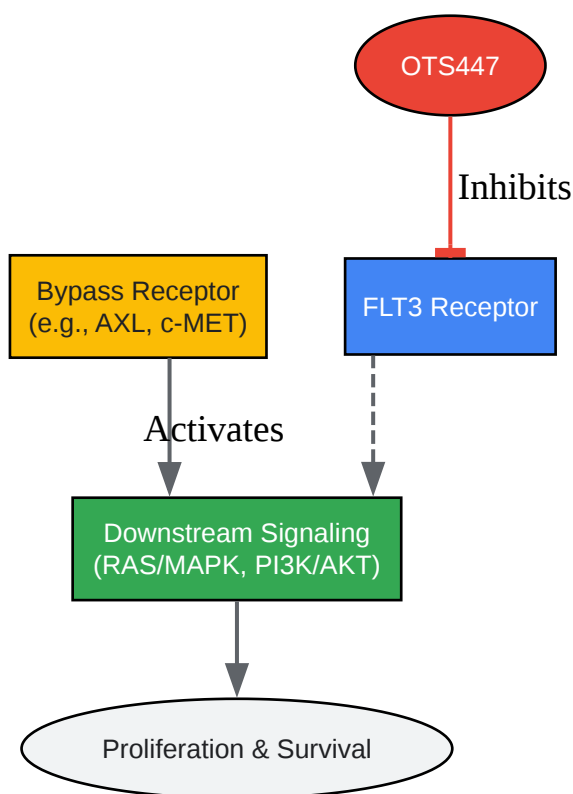 OTS447
Inhibits
Bypass Receptor
(e.g., AXL, c-MET)
FLT3 Receptor
Activates
Downstream Signaling
(RAS/MAPK, PI3K/AKT)
Proliferation & Survival